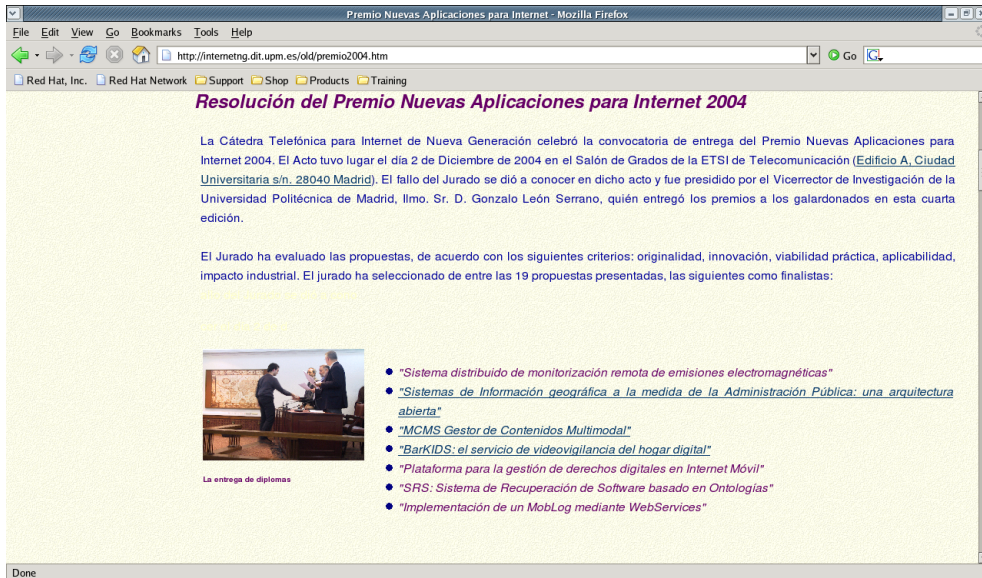 Premio Nuevas Aplicaciones para Internet - Mozilla Firefox
File Edit View Go Bookmarks Tools Help
http://internetng.dit.upm.es/old/premio2004.htm Go
Red Hat, Inc. Red Hat Network Support Shop Products Training
Resolución del Premio Nuevas Aplicaciones para Internet 2004
La Cátedra Telefónica para Internet de Nueva Generación celebró la convocatoria de entrega del Premio Nuevas Aplicaciones para
Internet 2004. El Acto tuvo lugar el día 2 de Diciembre de 2004 en el Salón de Grados de la ETSI de Telecomunicación (Edificio A, Ciudad
Universitaria s/n. 28040 Madrid). El fallo del Jurado se dió a conocer en dicho acto y fue presidido por el Vicerrector de Investigación de la
Universidad Politécnica de Madrid, Ilmo. Sr. D. Gonzalo León Serrano, quién entregó los premios a los galardonados en esta cuarta
edición.
El Jurado ha evaluado las propuestas, de acuerdo con los siguientes criterios: originalidad, innovación, viabilidad práctica, aplicabilidad,
impacto industrial. El jurado ha seleccionado de entre las 19 propuestas presentadas, las siguientes como finalistas:
"Sistema distribuido de monitorización remota de emisiones electromagnéticas"
"Sistemas de Información geográfica a la medida de la Administración Pública: una arquitectura
abierta"
"MCMS Gestor de Contenidos Multimodal"
"BarKIDS: el servicio de videovigilancia del hogar digital"
"Plataforma para la gestión de derechos digitales en Internet Móvil"
"SRS: Sistema de Recuperación de Software basado en Ontologías"
"Implementación de un MobLog mediante WebServices"
La entrega de diplomas
Done